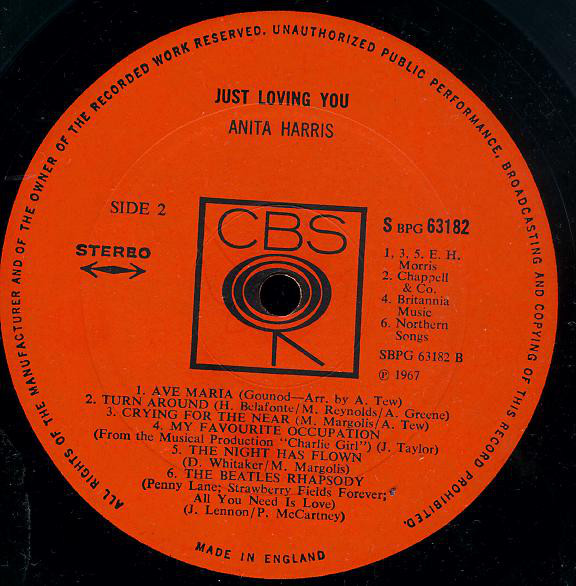 ALL RIGHTS OF THE MANUFACTURER AND OF THE OWNER OF THE RECORDED WORK RESERVED. UNAUTHORIZED PUBLIC PERFORMANCE, BROADCASTING AND COPYING OF THIS RECORD PROHIBITED.
JUST LOVING YOU
ANITA HARRIS
SIDE 2
STEREO
CBS
S BPG 63182
1, 3, 5. E. H.
Morris
2. Chappell
& Co.
4. Britannia
Music
6. Northern
Songs
SBPG 63182 B
℗ 1967
1. AVE MARIA (Gounod—Arr. by A. Tew)
2. TURN AROUND (H. Belafonte/M. Reynolds/A. Greene)
3. CRYING FOR THE NEAR (M. Margolis/A. Tew)
4. MY FAVOURITE OCCUPATION
(From the Musical Production "Charlie Girl") (J. Taylor)
5. THE NIGHT HAS FLOWN
(D. Whitaker/M. Margolis)
6. THE BEATLES RHAPSODY
(Penny Lane; Strawberry Fields Forever;
All You Need Is Love)
(J. Lennon/P. McCartney)
MADE IN ENGLAND